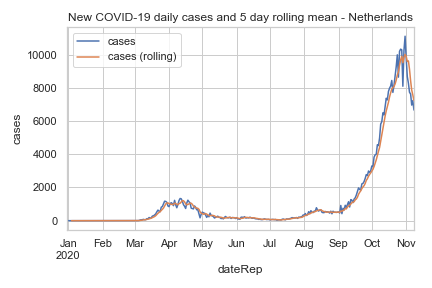 New COVID-19 daily cases and 5 day rolling mean - Netherlands
cases
cases (rolling)
10000
8000
6000
4000
2000
0
cases
Jan Feb Mar Apr May Jun Jul Aug Sep Oct Nov
2020
dateRep